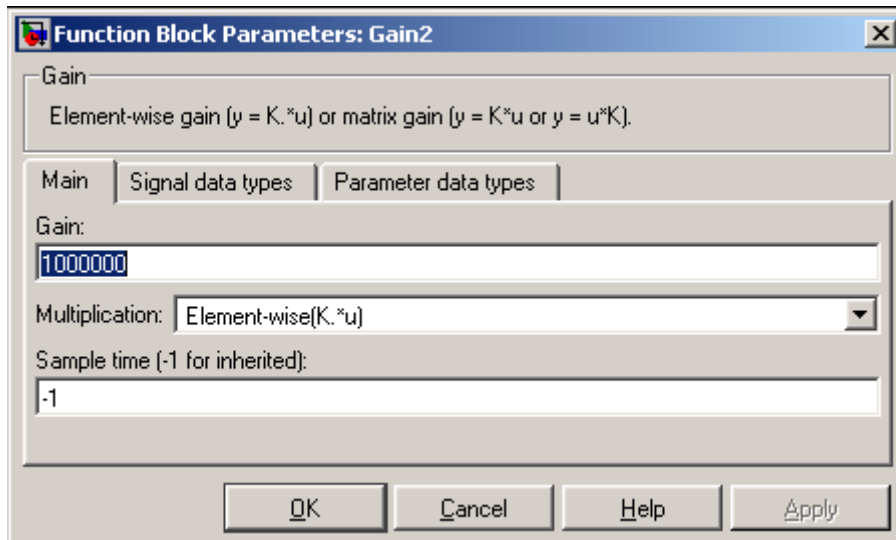 Function Block Parameters: Gain2
Gain
Element-wise gain (y = K.*u) or matrix gain (y = K*u or y = u*K).
Main Signal data types Parameter data types
Gain:
1000000
Multiplication: Element-wise(K.*u)
Sample time (-1 for inherited):
-1
OK Cancel Help Apply